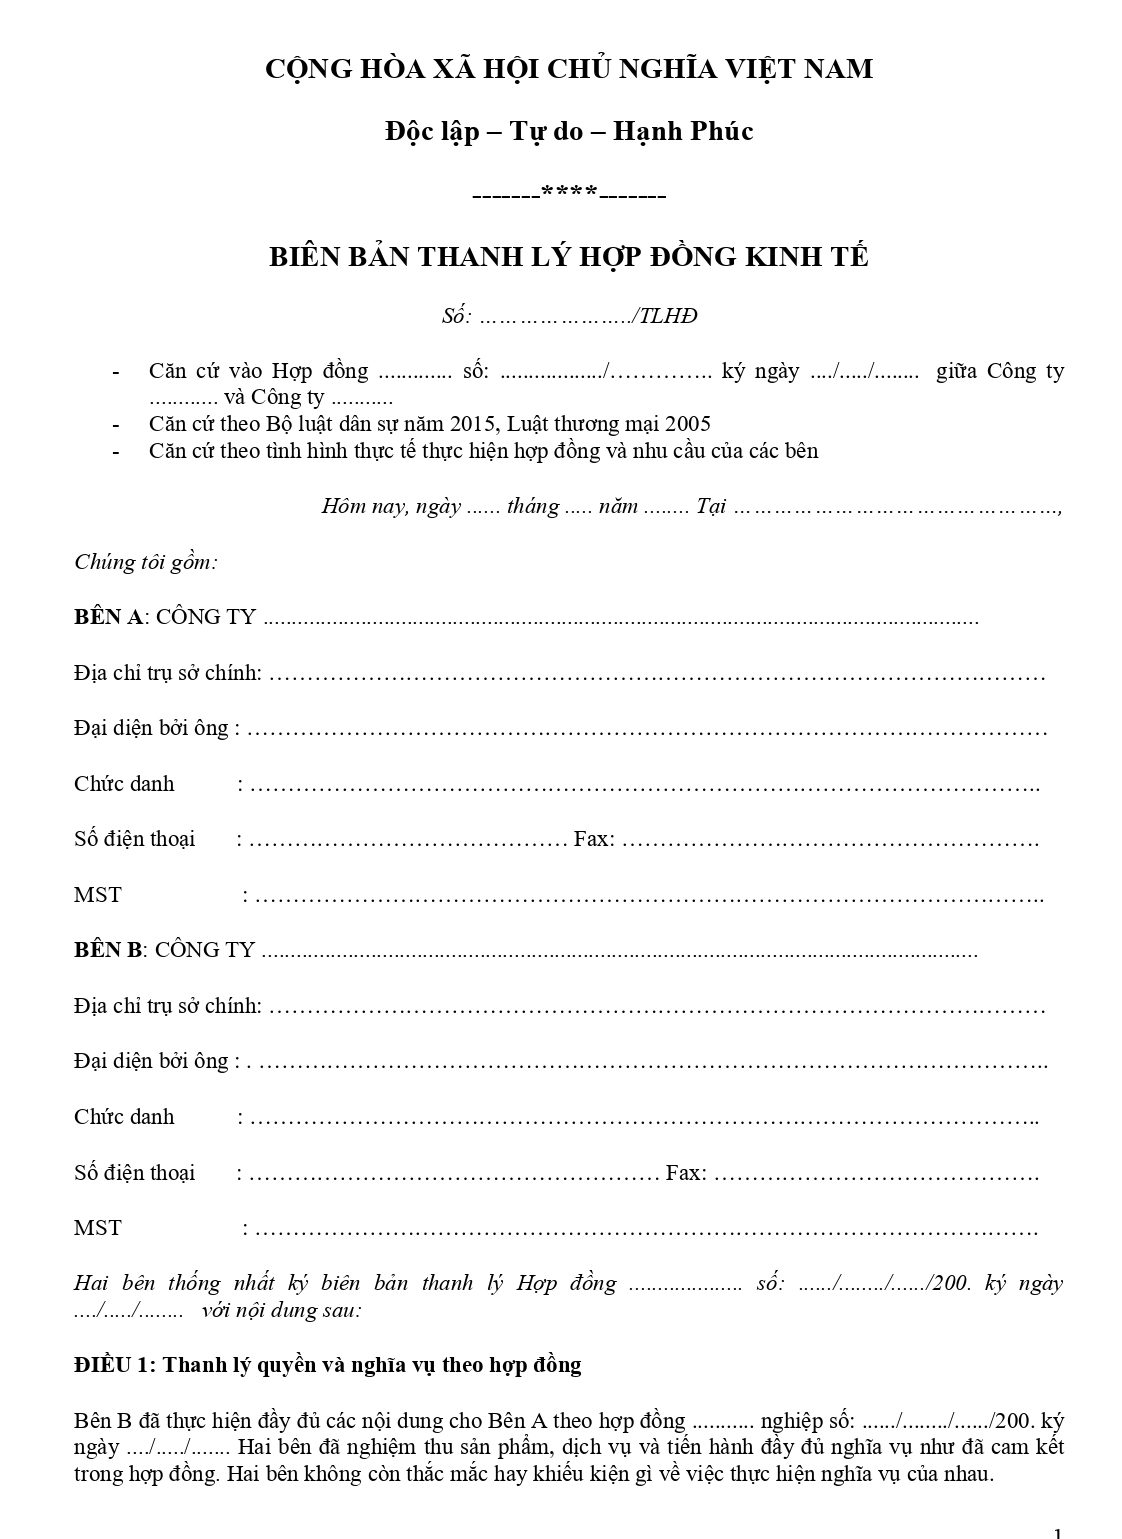 CỘNG HÒA XÃ HỘI CHỦ NGHĨA VIỆT NAM
Độc lập – Tự do – Hạnh Phúc
-------****-------
BIÊN BẢN THANH LÝ HỢP ĐỒNG KINH TẾ
Số: …………………../TLHĐ
- Căn cứ vào Hợp đồng ............. số: ................../………….. ký ngày ..../...../........ giữa Công ty
............ và Công ty ...........
- Căn cứ theo Bộ luật dân sự năm 2015, Luật thương mại 2005
- Căn cứ theo tình hình thực tế thực hiện hợp đồng và nhu cầu của các bên
Hôm nay, ngày ...... tháng ..... năm ........ Tại …………………………………………,
Chúng tôi gồm:
BÊN A: CÔNG TY .............................................................................................................................
Địa chỉ trụ sở chính: …………………………………………………………………………………………
Đại diện bởi ông : ……………………………………………………………………………………………
Chức danh : …………………………………………………………………………………………..
Số điện thoại : …………………………………… Fax: ……………………………………………….
MST : …………………………………………………………………………………………..
BÊN B: CÔNG TY .............................................................................................................................
Địa chỉ trụ sở chính: …………………………………………………………………………………………
Đại diện bởi ông : . …………………………………………………………………………………………..
Chức danh : …………………………………………………………………………………………..
Số điện thoại : ……………………………………………… Fax: …………………………………….
MST : ………………………………………………………………………………………….
Hai bên thống nhất ký biên bản thanh lý Hợp đồng .................... số: ....../......../....../200. ký ngày
..../...../........ với nội dung sau:
ĐIỀU 1: Thanh lý quyền và nghĩa vụ theo hợp đồng
Bên B đã thực hiện đầy đủ các nội dung cho Bên A theo hợp đồng ........... nghiệp số: ....../......../....../200. ký
ngày ..../...../....... Hai bên đã nghiệm thu sản phẩm, dịch vụ và tiến hành đầy đủ nghĩa vụ như đã cam kết
trong hợp đồng. Hai bên không còn thắc mắc hay khiếu kiện gì về việc thực hiện nghĩa vụ của nhau.
1